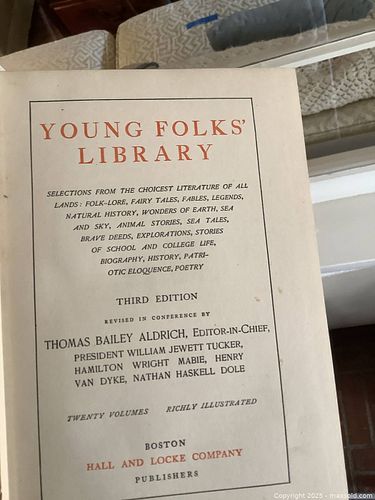 YOUNG FOLKS'
LIBRARY
SELECTIONS FROM THE CHOICEST LITERATURE OF ALL
LANDS: FOLK-LORE, FAIRY TALES, FABLES, LEGENDS,
NATURAL HISTORY, WONDERS OF EARTH, SEA
AND SKY, ANIMAL STORIES, SEA TALES,
BRAVE DEEDS, EXPLORATIONS, STORIES
OF SCHOOL AND COLLEGE LIFE,
BIOGRAPHY, HISTORY, PATRI-
OTIC ELOQUENCE, POETRY
THIRD EDITION
REVISED IN CONFERENCE BY
THOMAS BAILEY ALDRICH, EDITOR-IN-CHIEF,
PRESIDENT WILLIAM JEWETT TUCKER,
HAMILTON WRIGHT MABIE, HENRY
VAN DYKE, NATHAN HASKELL DOLE
TWENTY VOLUMES RICHLY ILLUSTRATED
BOSTON
HALL AND LOCKE COMPANY
PUBLISHERS
Copyright 2025 - maxsold.com